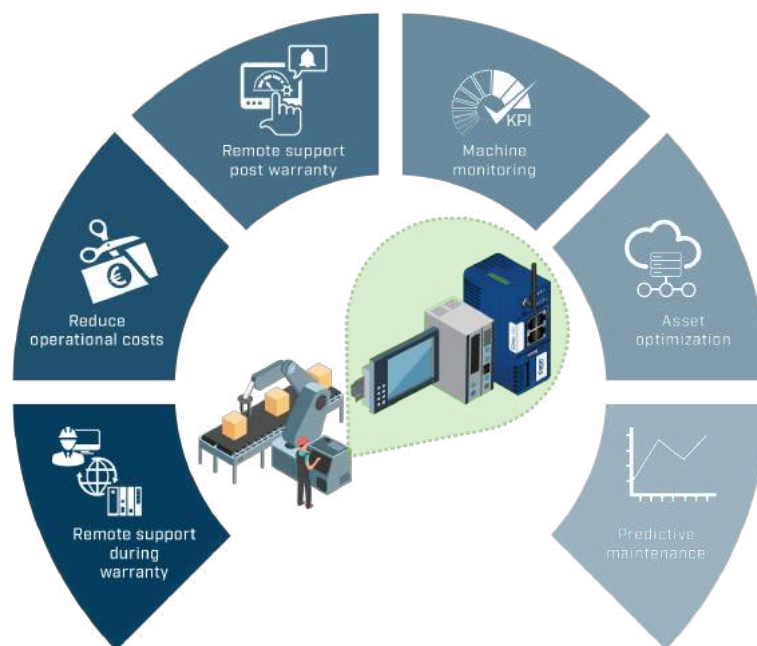 Remote support
post warranty
KPI
Machine
monitoring
Reduce
operational costs
Asset
optimization
Remote support
during
warranty
Predictive
maintenance